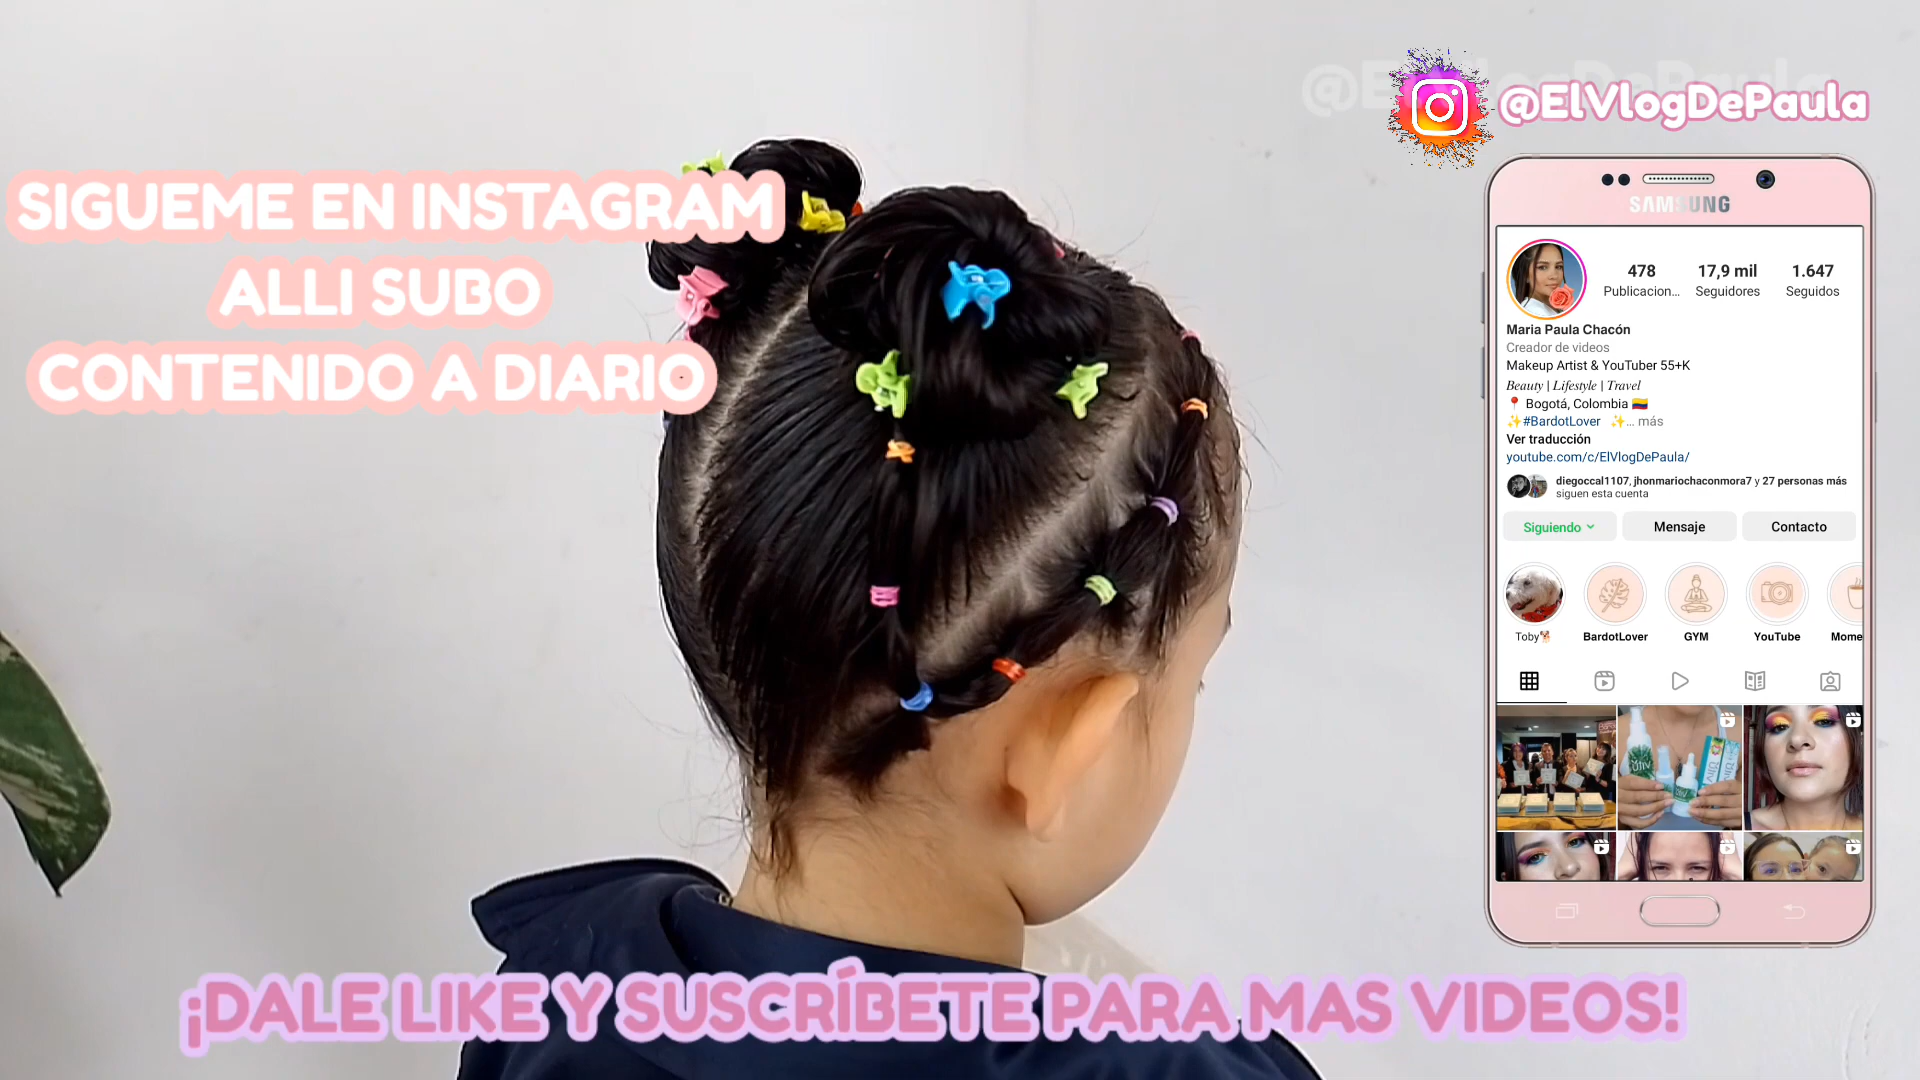 SIGUEME EN INSTAGRAM
ALLI SUBO
CONTENIDO A DIARIO
@ElVlogDePaula
@ElVlogDePaula
SAMSUNG
478
Publicacion...
17,9 mil
Seguidores
1.647
Seguidos
Maria Paula Chacón
Creador de videos
Makeup Artist & YouTuber 55+K
Beauty | Lifestyle | Travel
📍 Bogotá, Colombia 🇨🇴
✨#BardotLover ✨... más
Ver traducción
youtube.com/c/ElVlogDePaula/
diegoccal1107, jhonmariochaconmora7 y 27 personas más
siguen esta cuenta
Siguiendo
Mensaje
Contacto
Toby🐕
BardotLover
GYM
YouTube
Mome
¡DALE LIKE Y SUSCRÍBETE PARA MAS VIDEOS!